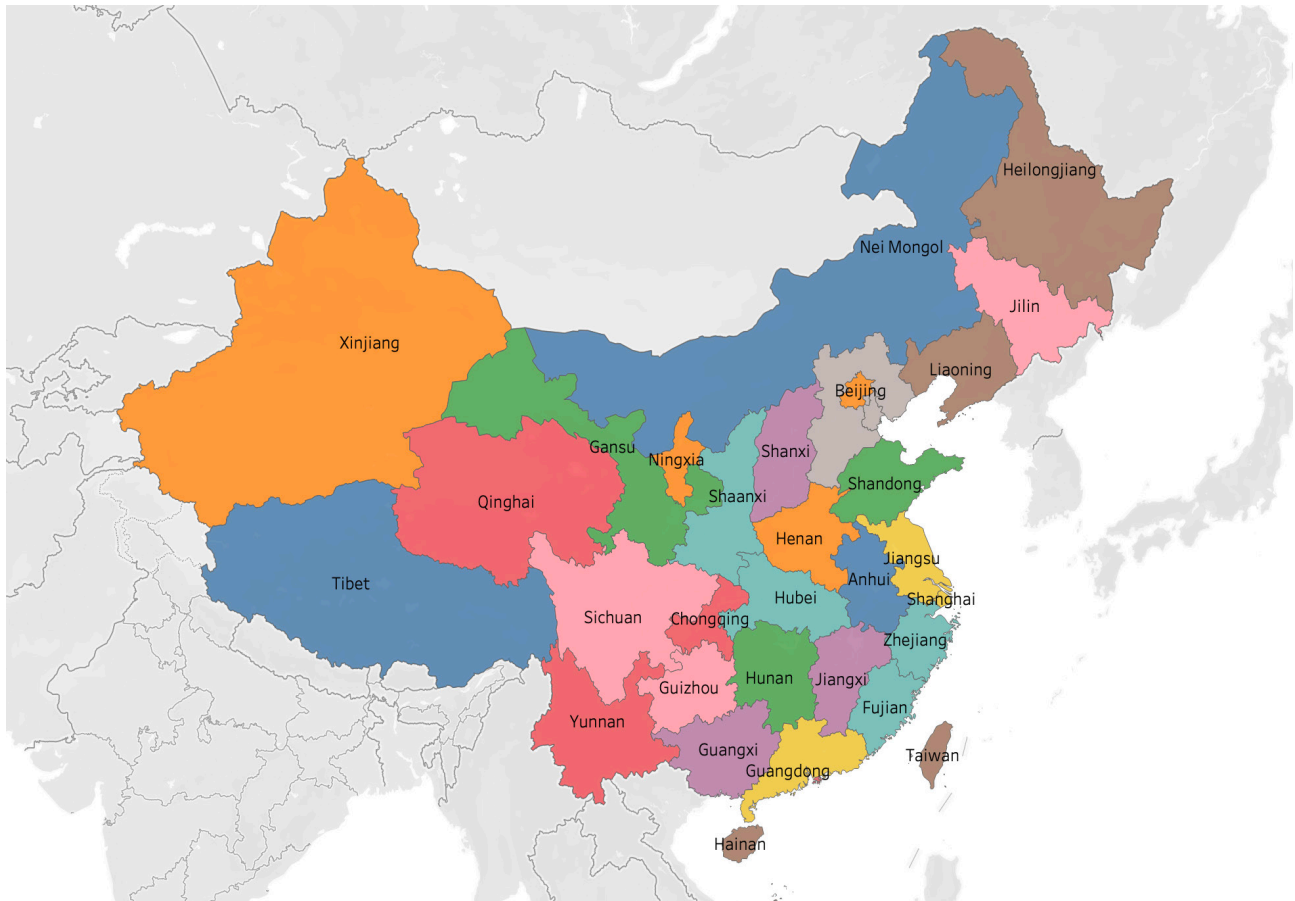 Heilongjiang
Nei Mongol
Jilin
Xinjiang
Liaoning
Beijing
Gansu
Shanxi
Ningxia
Shandong
Qinghai
Shaanxi
Henan
Jiangsu
Tibet
Anhui
Hubei
Shanghai
Sichuan
Chongqing
Zhejiang
Hunan
Jiangxi
Guizhou
Fujian
Yunnan
Guangxi
Taiwan
Guangdong
Hainan